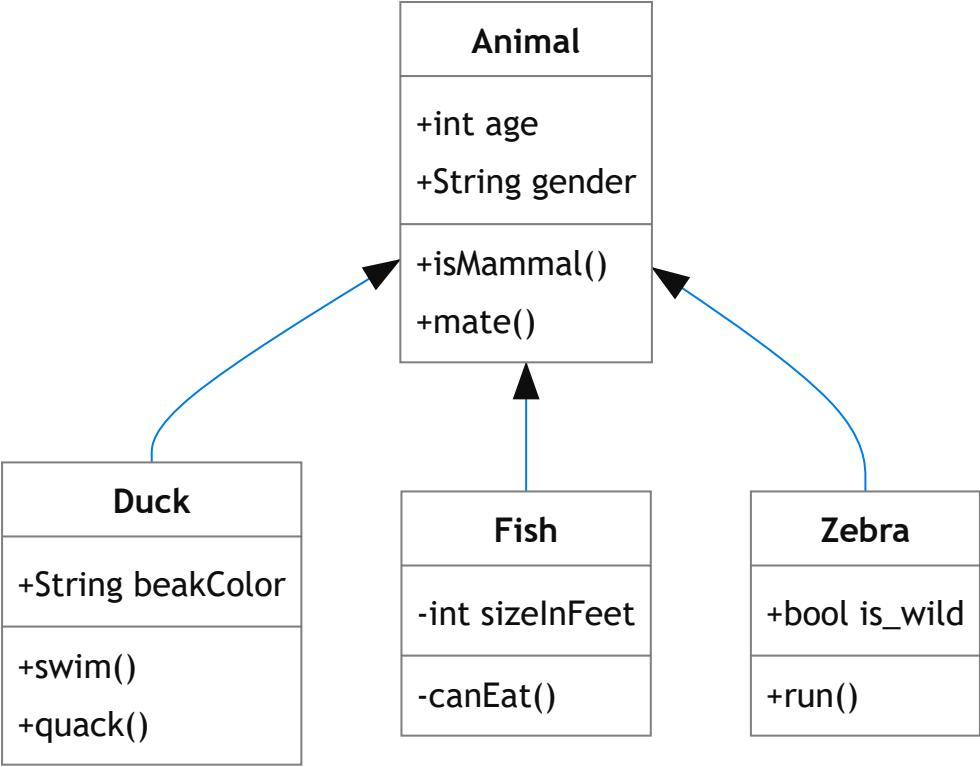 Animal
+int age
+String gender
+isMammal()
+mate()
Duck
+String beakColor
+swim()
+quack()
Fish
-int sizeInFeet
-canEat()
Zebra
+bool is_wild
+run()